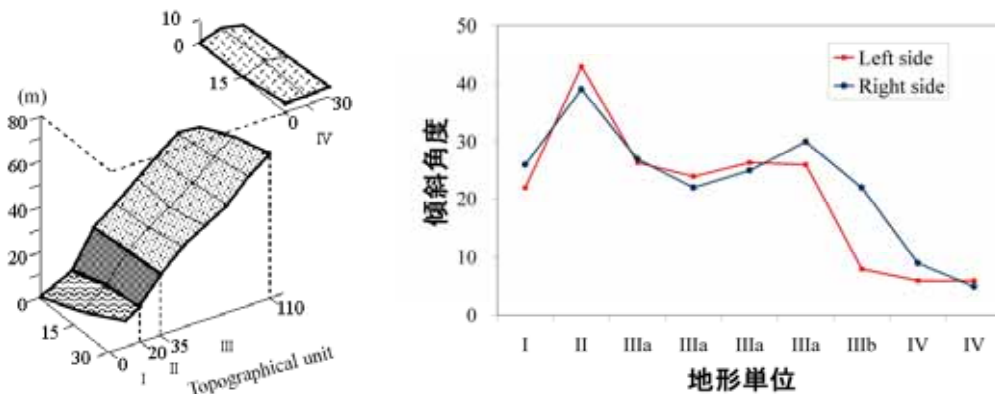 10
0
15
30
0
IV
(m)
80
60
40
20
0
15
30
0
20
35
110
I
II
III
Topographical unit
50
40
30
20
10
0
傾斜角度
Left side
Right side
I II IIIa IIIa IIIa IIIa IIIb IV IV
地形単位